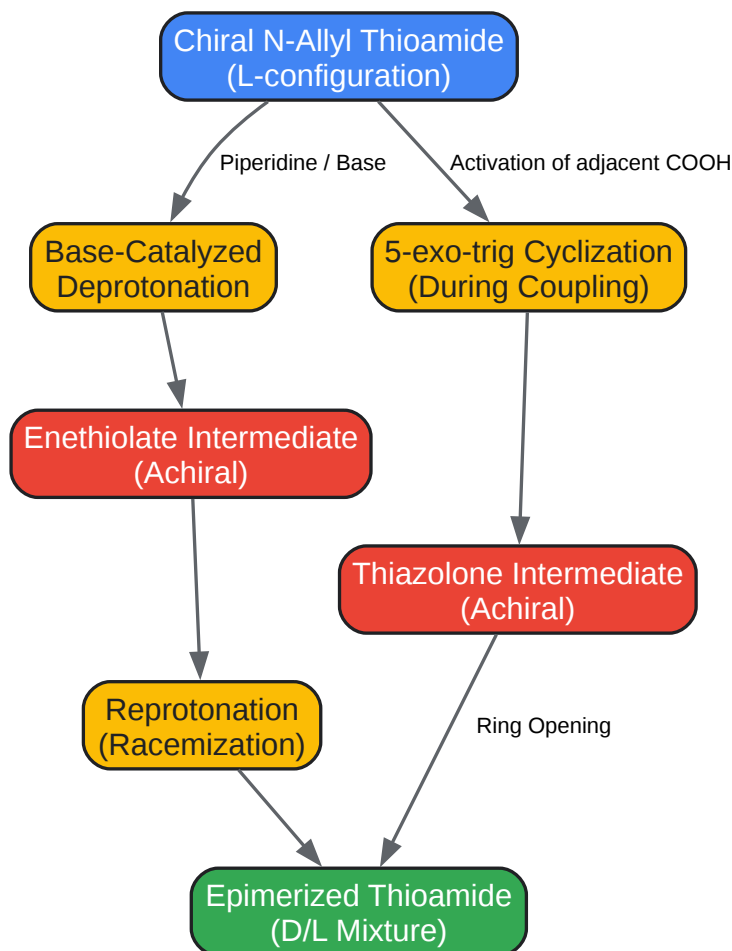 Chiral N-Allyl Thioamide
(L-configuration)
Piperidine / Base
Activation of adjacent COOH
Base-Catalyzed
Deprotonation
5-exo-trig Cyclization
(During Coupling)
Enethiolate Intermediate
(Achiral)
Thiazolone Intermediate
(Achiral)
Reprotonation
(Racemization)
Ring Opening
Epimerized Thioamide
(D/L Mixture)